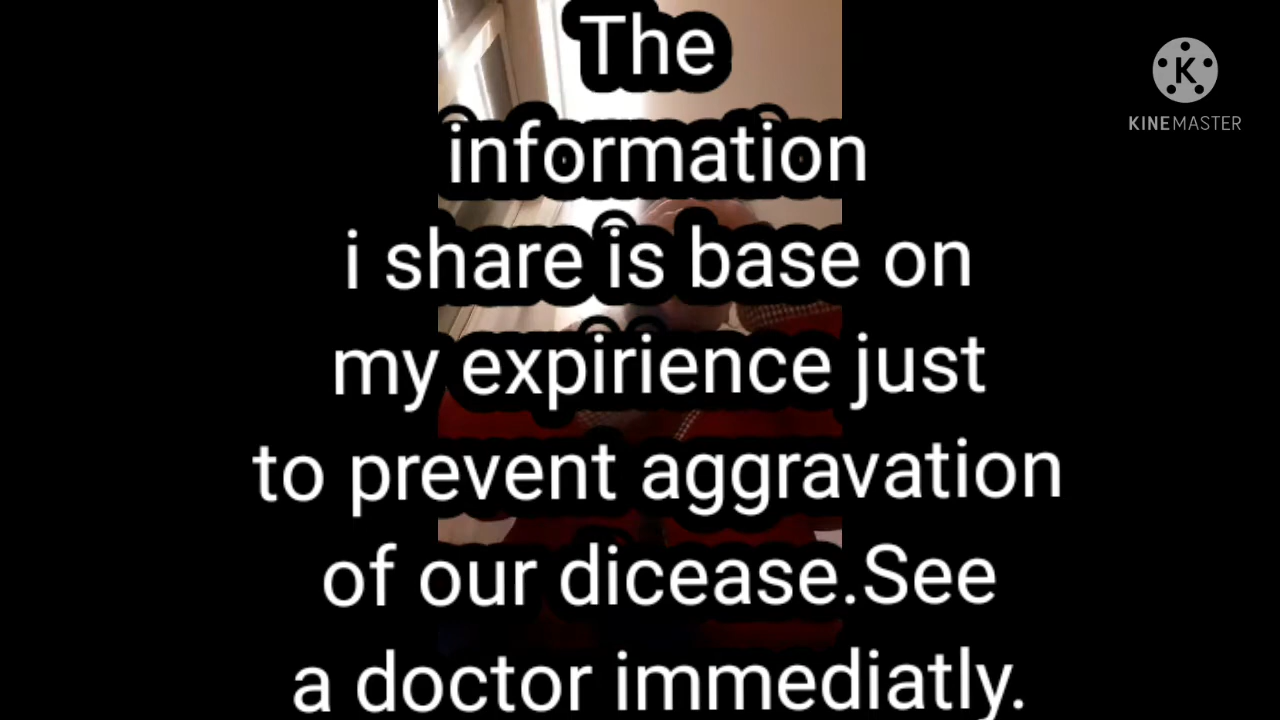 The
information
i share is base on
my expirience just
to prevent aggravation
of our dicease.See
a doctor immediatly.
K
KINEMASTER